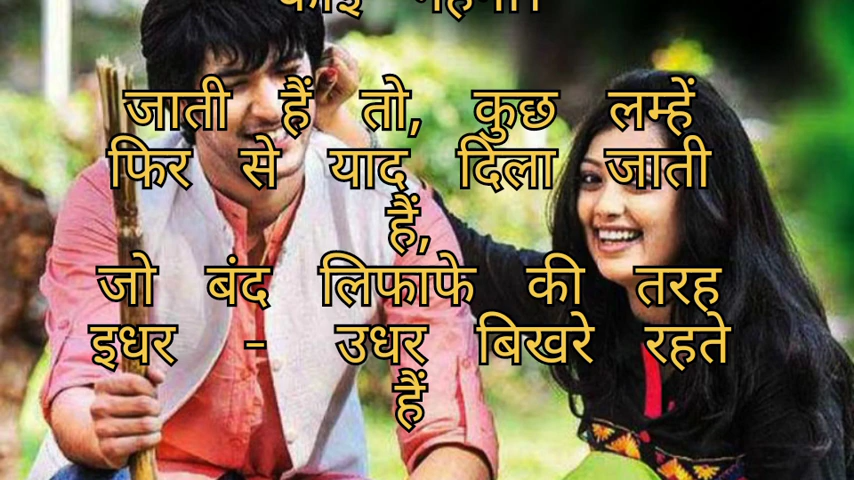 जाती हैं तो, कुछ लम्हें
फिर से याद दिला जाती
हैं,
जो बंद लिफाफे की तरह
इधर - उधर बिखरे रहते
हैं